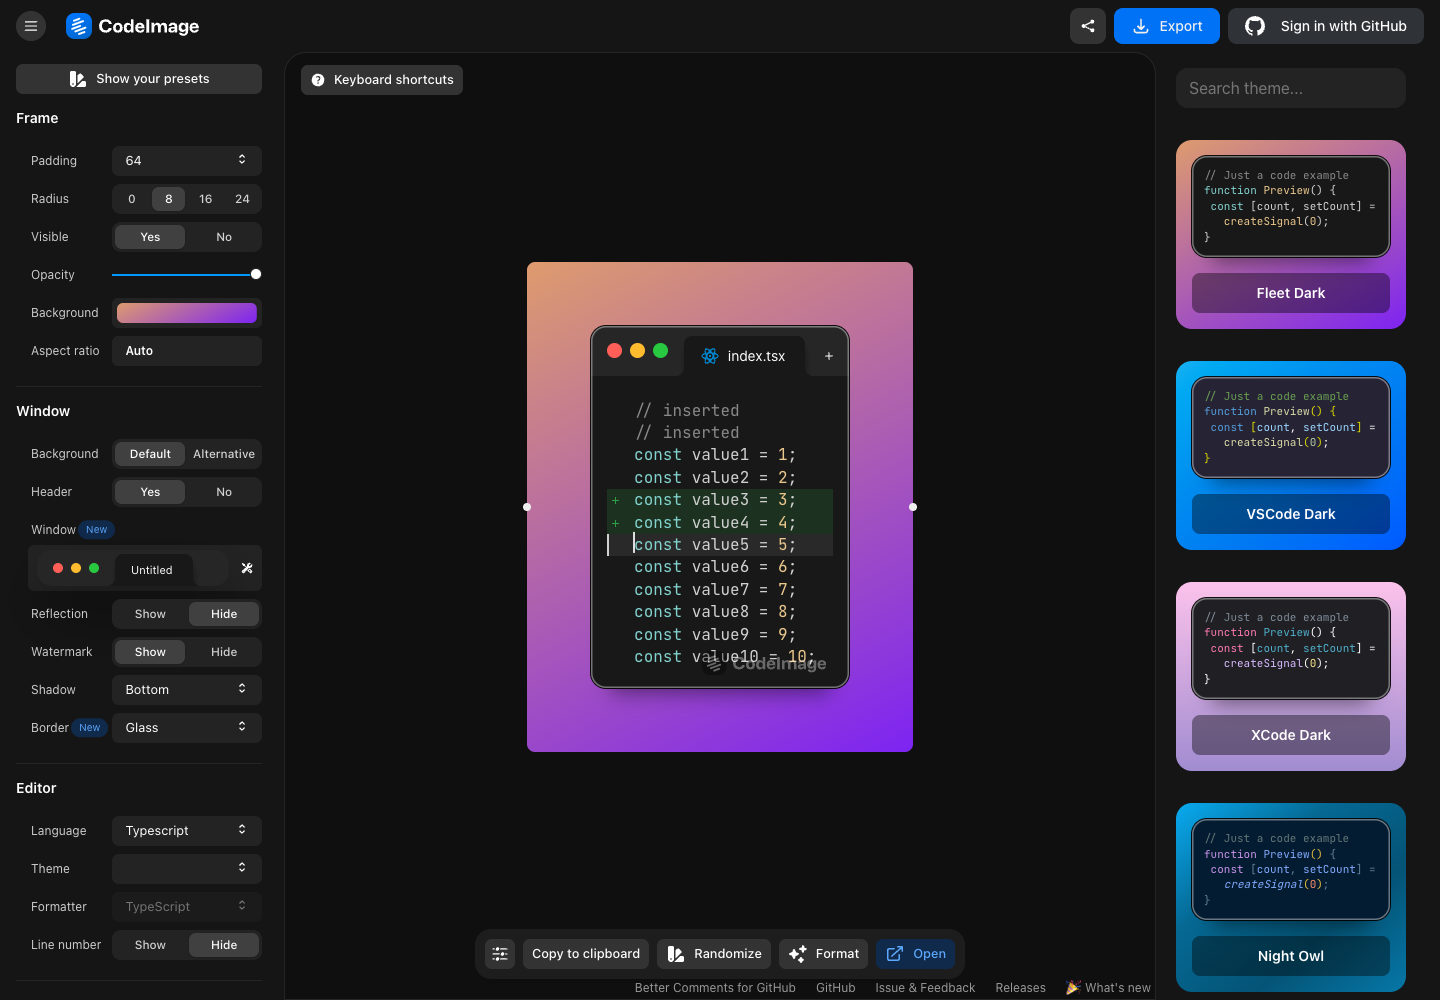 CodeImage
Export
Sign in with GitHub
Show your presets
Frame
Padding
64
Radius
0 8 16 24
Visible
Yes No
Opacity
Background
Aspect ratio
Auto
Window
Background
Default Alternative
Header
Yes No
Window New
Untitled
Reflection
Show Hide
Watermark
Show Hide
Shadow
Bottom
Border New
Glass
Editor
Language
Typescript
Theme
Formatter
TypeScript
Line number
Show Hide
Keyboard shortcuts
index.tsx +
// inserted
// inserted
const value1 = 1;
const value2 = 2;
+ const value3 = 3;
+ const value4 = 4;
const value5 = 5;
const value6 = 6;
const value7 = 7;
const value8 = 8;
const value9 = 9;
const value10 = 10;
CodeImage
Copy to clipboard
Randomize
Format
Open
Better Comments for GitHub
GitHub
Issue & Feedback
Releases
🎉 What's new
Search theme...
// Just a code example
function Preview() {
const [count, setCount] =
createSignal(0);
}
Fleet Dark
// Just a code example
function Preview() {
const [count, setCount] =
createSignal(0);
}
VSCode Dark
// Just a code example
function Preview() {
const [count, setCount] =
createSignal(0);
}
XCode Dark
// Just a code example
function Preview() {
const [count, setCount] =
createSignal(0);
}
Night Owl